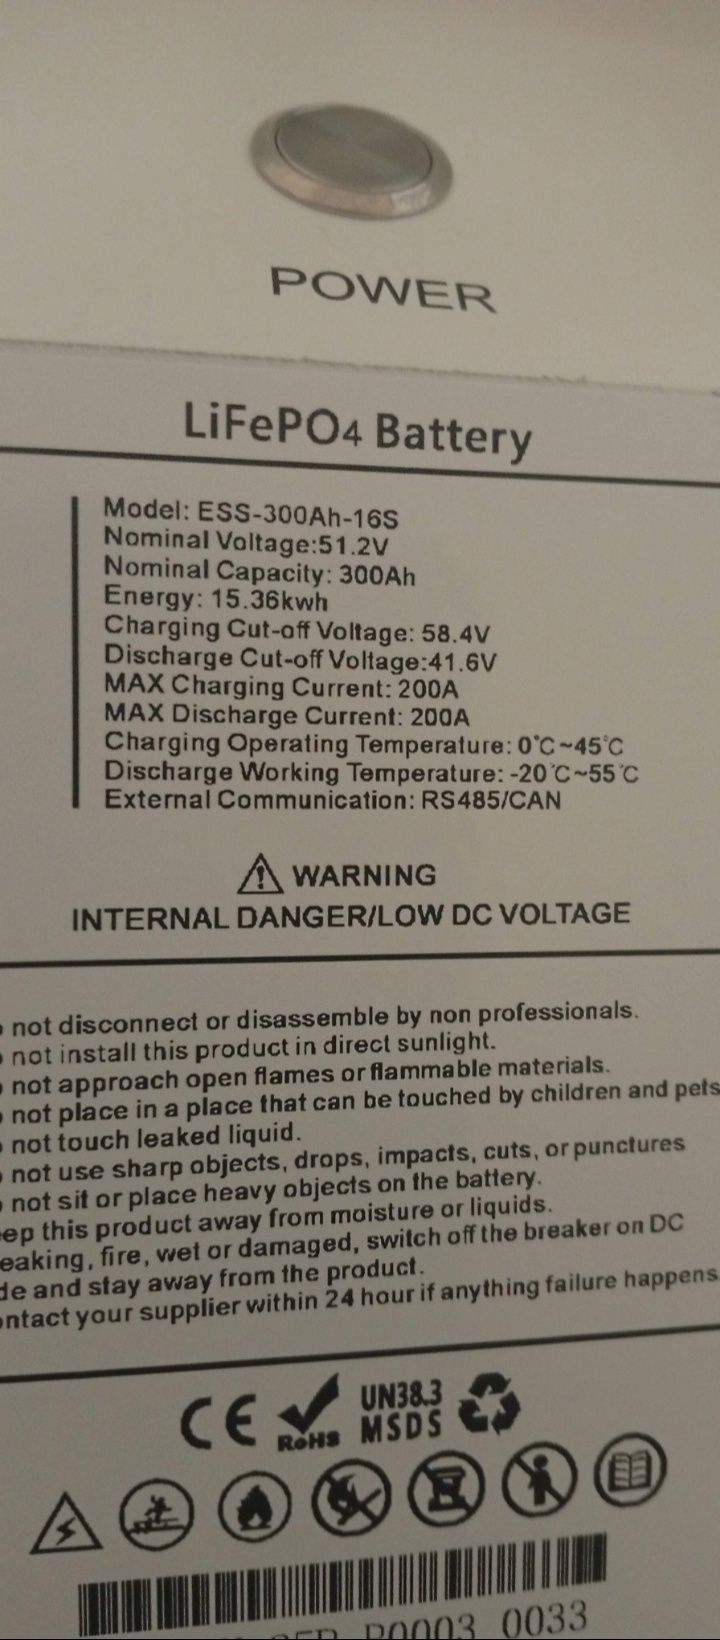 POWER
LiFePO4 Battery
Model: ESS-300Ah-16S
Nominal Voltage:51.2V
Nominal Capacity: 300Ah
Energy: 15.36kwh
Charging Cut-off Voltage: 58.4V
Discharge Cut-off Voltage:41.6V
MAX Charging Current: 200A
MAX Discharge Current: 200A
Charging Operating Temperature: 0℃~45℃
Discharge Working Temperature: -20℃~55℃
External Communication: RS485/CAN
WARNING
INTERNAL DANGER/LOW DC VOLTAGE
not disconnect or disassemble by non professionals.
not install this product in direct sunlight.
not approach open flames or flammable materials.
not place in a place that can be touched by children and pets
not touch leaked liquid.
not use sharp objects, drops, impacts, cuts, or punctures
not sit or place heavy objects on the battery.
eep this product away from moisture or liquids.
eaking, fire, wet or damaged, switch off the breaker on DC
de and stay away from the product.
ontact your supplier within 24 hour if anything failure happens
CE
RoHS
UN38.3
MSDS
P0003 0033